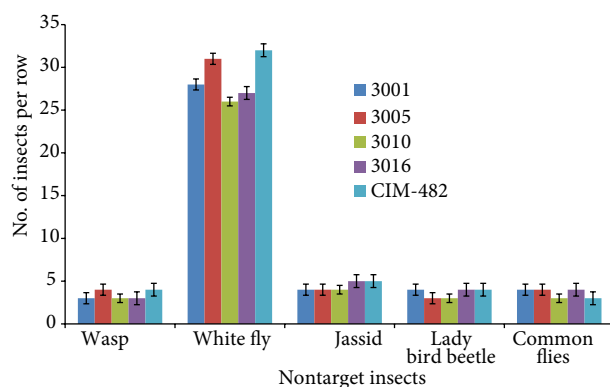 No. of insects per row
35
30
25
20
15
10
5
0
3001
3005
3010
3016
CIM-482
Wasp
White fly
Jassid
Lady
bird beetle
Common
flies
Nontarget insects